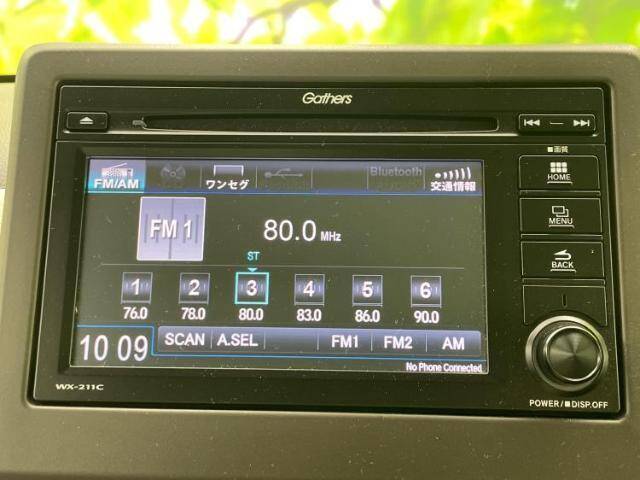 Gathers
■画質
HOME
MENU
BACK
FM/AM
ワンセグ
Bluetooth
交通情報
FM 1
80.0 MHz
ST
1 2 3 4 5 6
76.0 78.0 80.0 83.0 86.0 90.0
10 09
SCAN A.SEL FM1 FM2 AM
No Phone Connected
WX-211C
POWER/■DISP.OFF